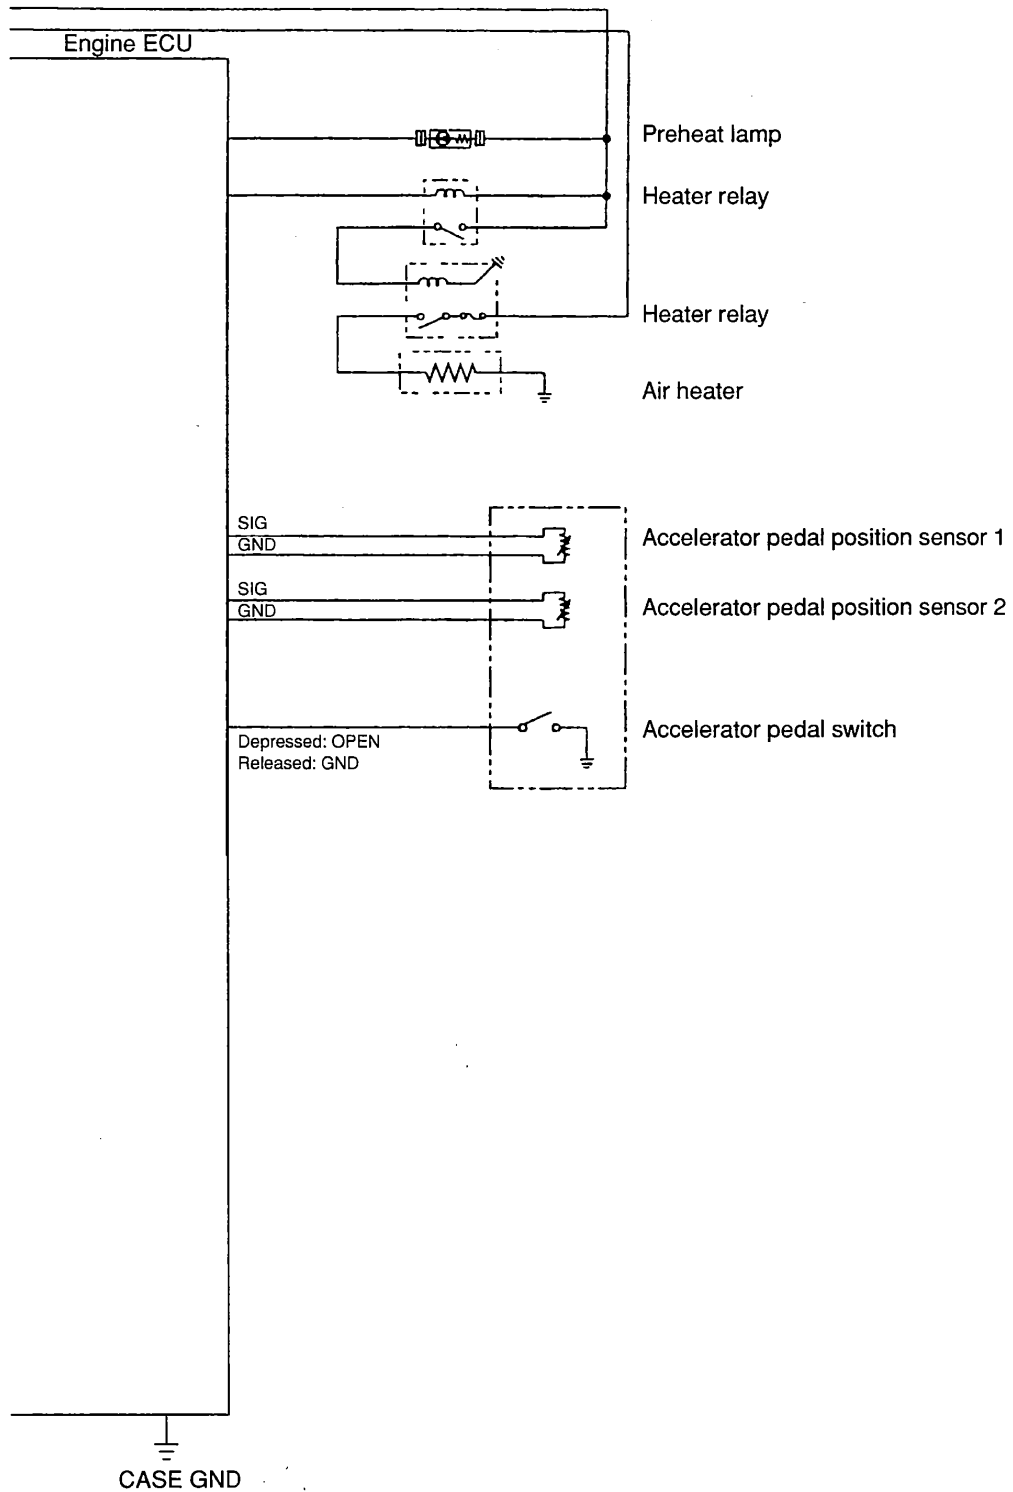 Engine ECU
Preheat lamp
Heater relay
Heater relay
Air heater
SIG
GND
Accelerator pedal position sensor 1
SIG
GND
Accelerator pedal position sensor 2
Accelerator pedal switch
Depressed: OPEN
Released: GND
CASE GND